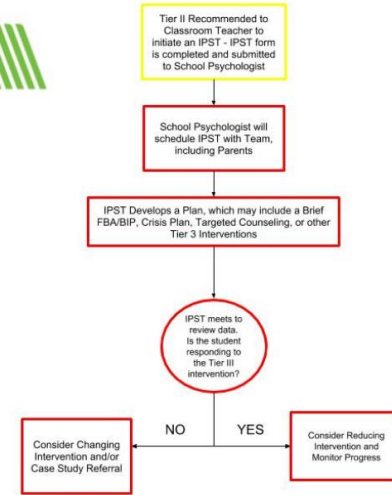 Tier II Recommended to
Classroom Teacher to
initiate an IPST - IPST form
is completed and submitted
to School Psychologist
School Psychologist will
schedule IPST with Team,
including Parents
IPST Develops a Plan, which may include a Brief
FBA/BIP, Crisis Plan, Targeted Counseling, or other
Tier 3 Interventions
IPST meets to
review data.
Is the student
responding to
the Tier III
intervention?
NO
YES
Consider Changing
Intervention and/or
Case Study Referral
Consider Reducing
Intervention and
Monitor Progress